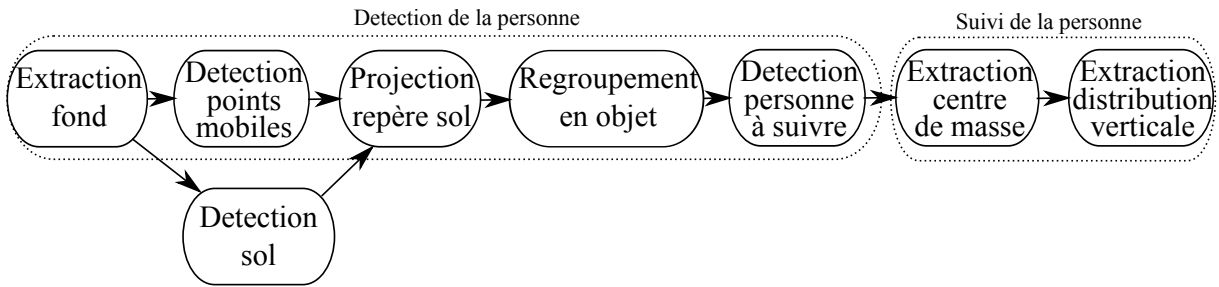 Detection de la personne
Suivi de la personne
Extraction
fond
Detection
points
mobiles
Projection
repère sol
Regroupement
en objet
Detection
personne
à suivre
Extraction
centre
de masse
Extraction
distribution
verticale
Detection
sol